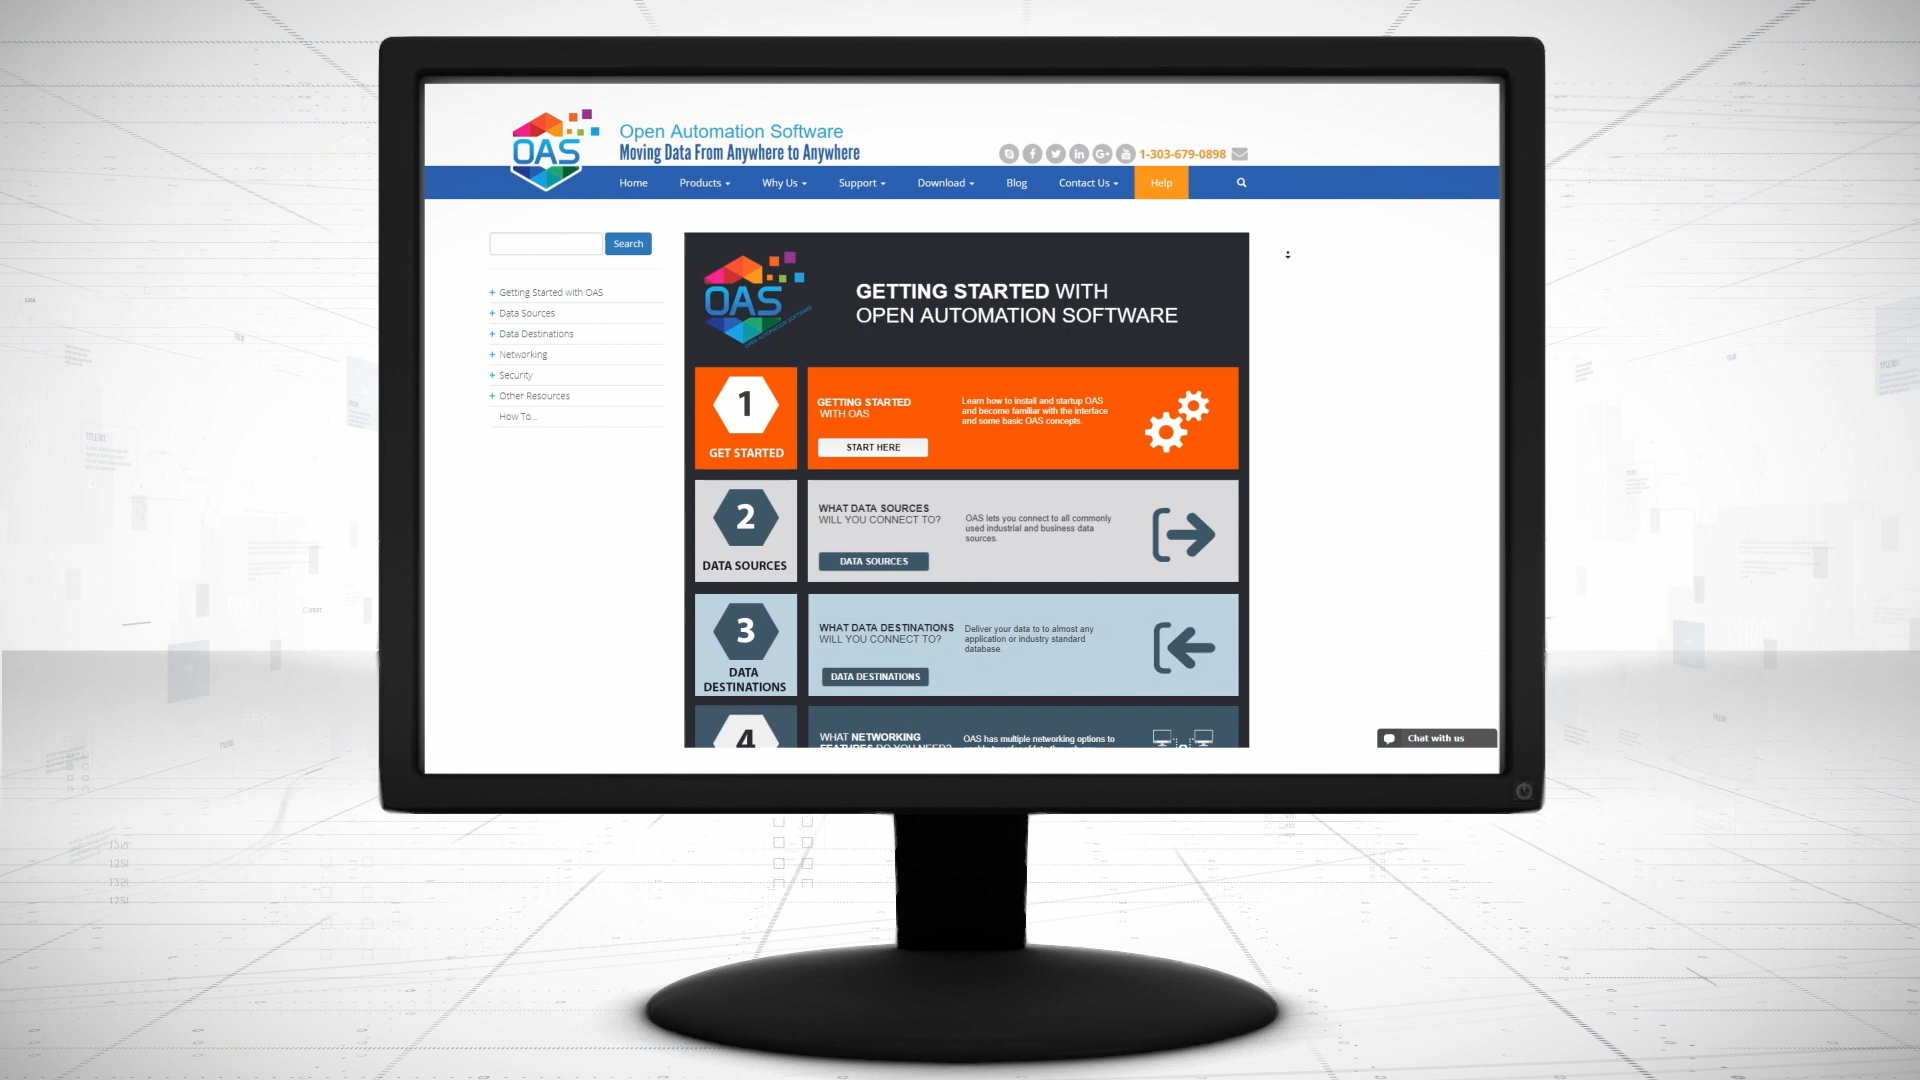 OAS
Open Automation Software
Moving Data From Anywhere to Anywhere
1-303-679-0898
Home
Products
Why Us
Support
Download
Blog
Contact Us
Help
Search
+ Getting Started with OAS
+ Data Sources
+ Data Destinations
+ Networking
+ Security
+ Other Resources
How To...
OAS
OPEN AUTOMATION SOFTWARE
GETTING STARTED WITH
OPEN AUTOMATION SOFTWARE
1
GET STARTED
GETTING STARTED
WITH OAS
START HERE
Learn how to install and startup OAS
and become familiar with the interface
and some basic OAS concepts.
2
DATA SOURCES
WHAT DATA SOURCES
WILL YOU CONNECT TO?
DATA SOURCES
OAS lets you connect to all commonly
used industrial and business data
sources.
3
DATA
DESTINATIONS
WHAT DATA DESTINATIONS
WILL YOU CONNECT TO?
DATA DESTINATIONS
Deliver your data to to almost any
application or industry standard
database.
4
WHAT NETWORKING
FEATURES DO YOU NEED?
OAS has multiple networking options to
Chat with us